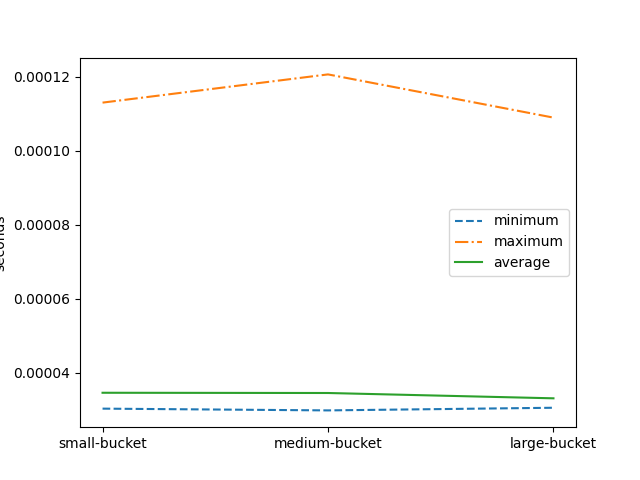 0.00012
0.00010
0.00008
0.00006
0.00004
seconds
minimum
maximum
average
small-bucket
medium-bucket
large-bucket